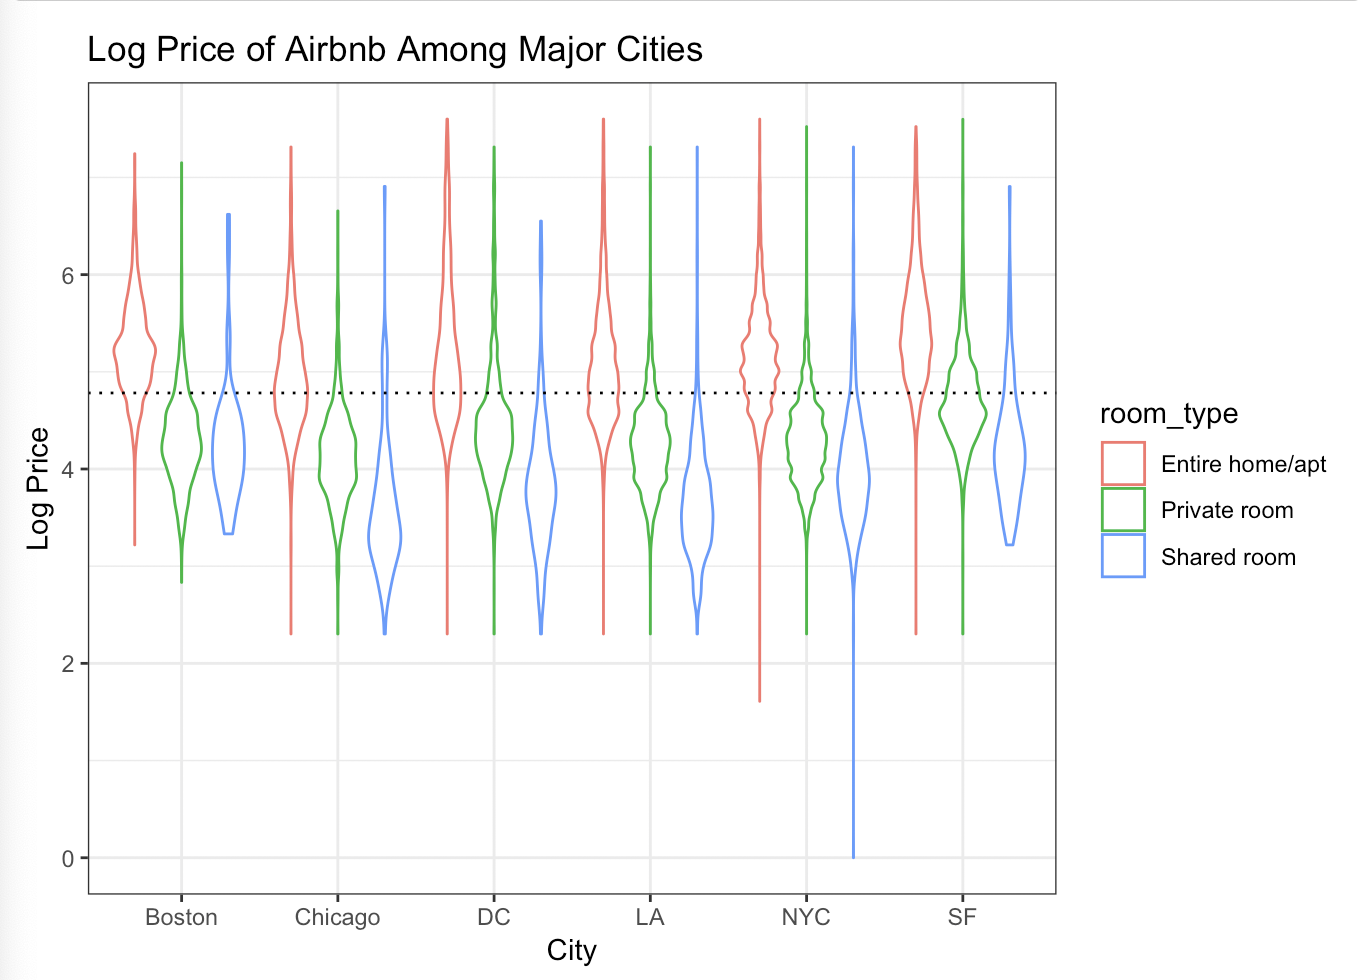 Log Price of Airbnb Among Major Cities
Log Price
6
4
2
0
Boston
Chicago
DC
LA
NYC
SF
City
room_type
Entire home/apt
Private room
Shared room